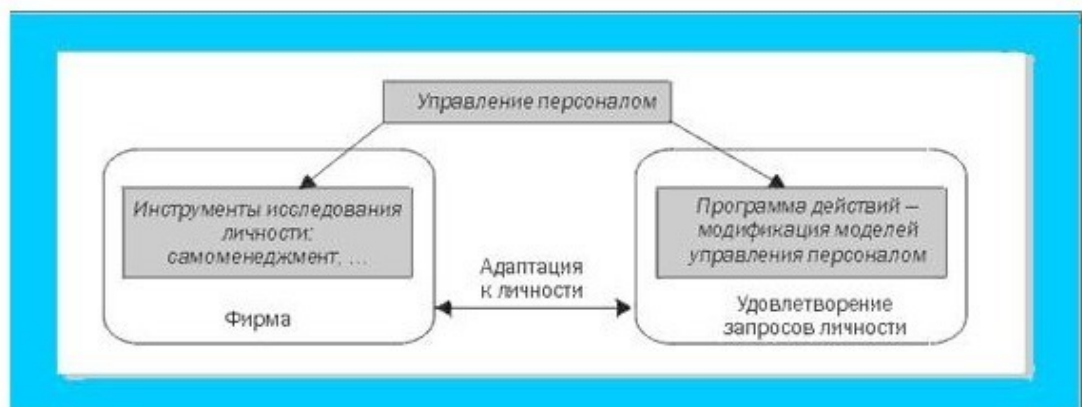 Управление персоналом
Инструменты исследования
личности:
самоменеджмент, ...
Фирма
Адаптация
к личности
Программа действий –
модификация моделей
управления персоналом
Удовлетворение
запросов личности